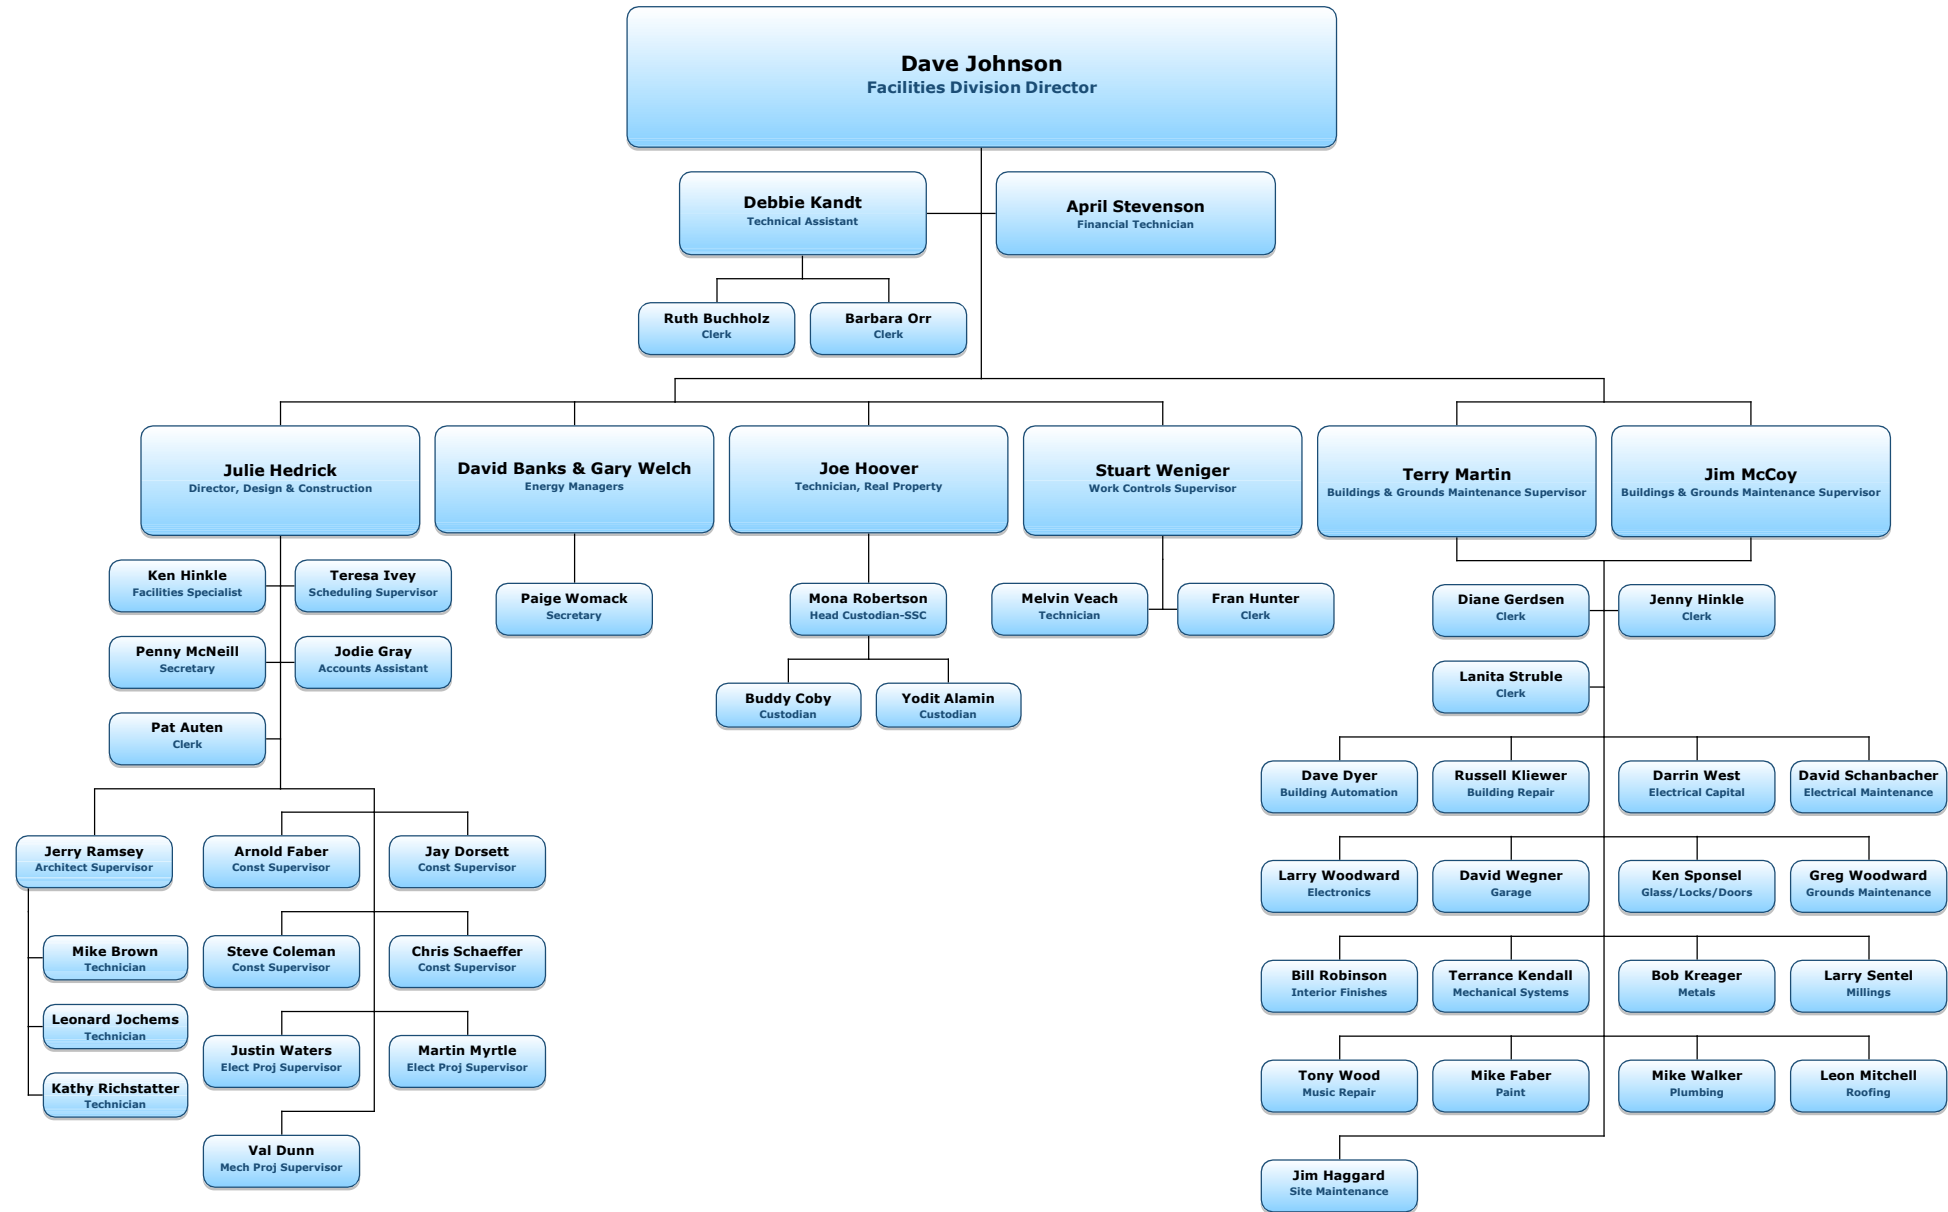 Dave Johnson
Facilities Division Director
Debbie Kandt
Technical Assistant
April Stevenson
Financial Technician
Ruth Buchholz
Clerk
Barbara Orr
Clerk
Julie Hedrick
Director, Design & Construction
David Banks & Gary Welch
Energy Managers
Joe Hoover
Technician, Real Property
Stuart Weniger
Work Controls Supervisor
Terry Martin
Buildings & Grounds Maintenance Supervisor
Jim McCoy
Buildings & Grounds Maintenance Supervisor
Ken Hinkle
Facilities Specialist
Teresa Ivey
Scheduling Supervisor
Penny McNeill
Secretary
Jodie Gray
Accounts Assistant
Pat Auten
Clerk
Paige Womack
Secretary
Mona Robertson
Head Custodian-SSC
Buddy Coby
Custodian
Yodit Alamin
Custodian
Melvin Veach
Technician
Fran Hunter
Clerk
Diane Gerdsen
Clerk
Jenny Hinkle
Clerk
Lanita Struble
Clerk
Jerry Ramsey
Architect Supervisor
Mike Brown
Technician
Leonard Jochems
Technician
Kathy Richstatter
Technician
Arnold Faber
Const Supervisor
Jay Dorsett
Const Supervisor
Steve Coleman
Const Supervisor
Chris Schaeffer
Const Supervisor
Justin Waters
Elect Proj Supervisor
Martin Myrtle
Elect Proj Supervisor
Val Dunn
Mech Proj Supervisor
Dave Dyer
Building Automation
Russell Kliewer
Building Repair
Darrin West
Electrical Capital
David Schanbacher
Electrical Maintenance
Larry Woodward
Electronics
David Wegner
Garage
Ken Sponsel
Glass/Locks/Doors
Greg Woodward
Grounds Maintenance
Bill Robinson
Interior Finishes
Terrance Kendall
Mechanical Systems
Bob Kreager
Metals
Larry Sentel
Millings
Tony Wood
Music Repair
Mike Faber
Paint
Mike Walker
Plumbing
Leon Mitchell
Roofing
Jim Haggard
Site Maintenance